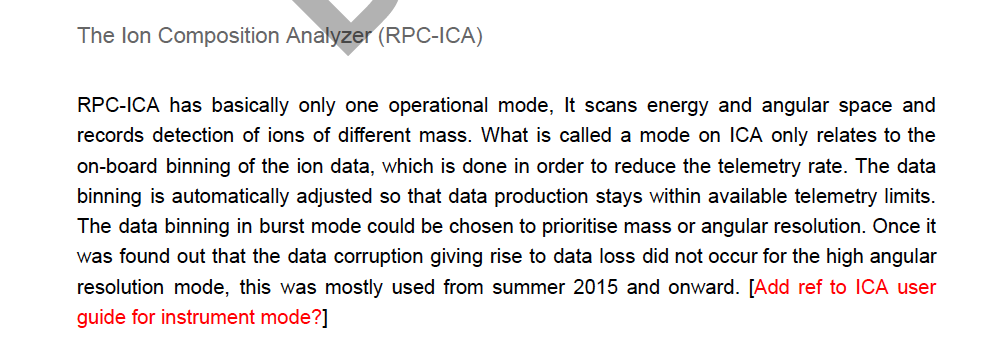 The Ion Composition Analyzer (RPC-ICA)
RPC-ICA has basically only one operational mode, It scans energy and angular space and
records detection of ions of different mass. What is called a mode on ICA only relates to the
on-board binning of the ion data, which is done in order to reduce the telemetry rate. The data
binning is automatically adjusted so that data production stays within available telemetry limits.
The data binning in burst mode could be chosen to prioritise mass or angular resolution. Once it
was found out that the data corruption giving rise to data loss did not occur for the high angular
resolution mode, this was mostly used from summer 2015 and onward. [Add ref to ICA user
guide for instrument mode?]